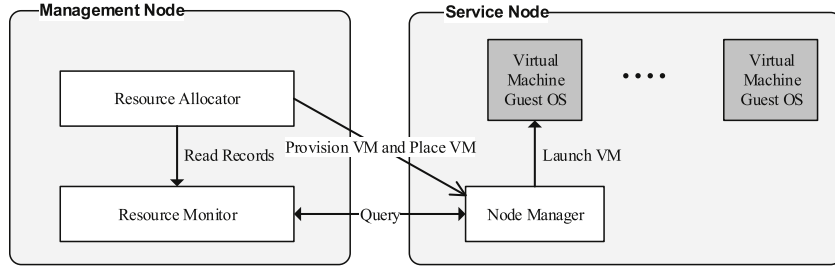 Management Node
Service Node
Virtual
Machine
Guest OS
Virtual
Machine
Guest OS
Resource Allocator
Provision VM and Place VM
Read Records
Launch VM
Resource Monitor
Query
Node Manager